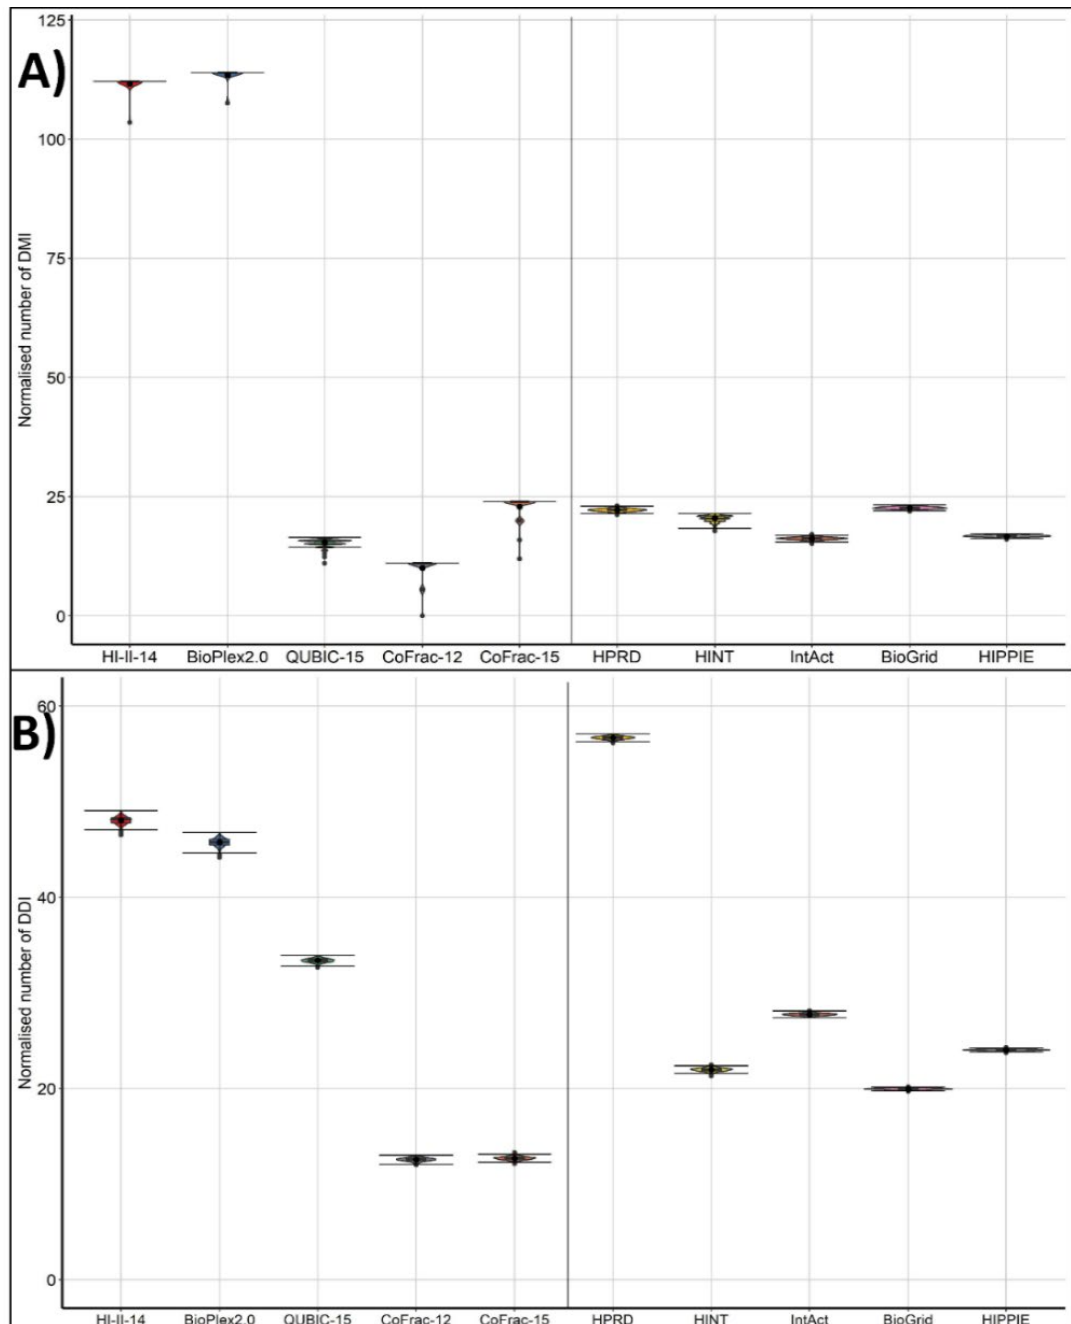 A)
Normalised number of DMI
125
100
75
50
25
0
HI-II-14 BioPlex2.0 QUBIC-15 CoFrac-12 CoFrac-15 HPRD HINT IntAct BioGrid HIPPIE
B)
Normalised number of DDI
60
40
20
0
HI-II-14 BioPlex2.0 QUBIC-15 CoFrac-12 CoFrac-15 HPRD HINT IntAct BioGrid HIPPIE